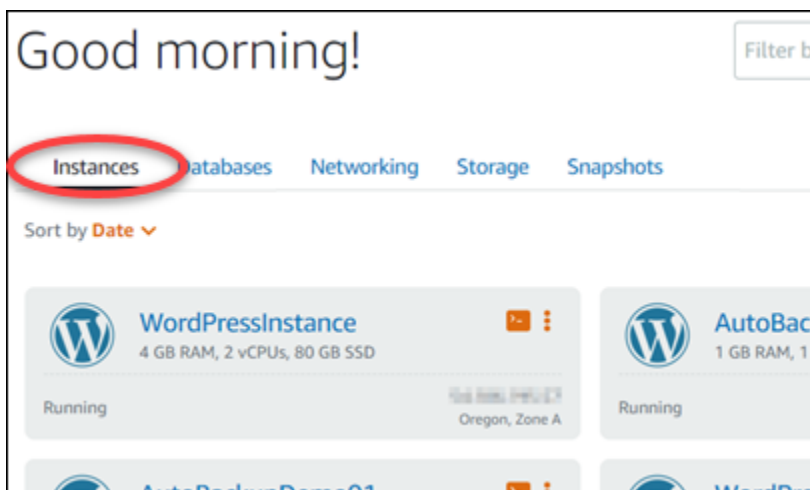 Good morning!
Filter b
Instances Databases Networking Storage Snapshots
Sort by Date
WordPressInstance
4 GB RAM, 2 vCPUs, 80 GB SSD
Running
Oregon, Zone A
AutoBac
1 GB RAM, 1
Running